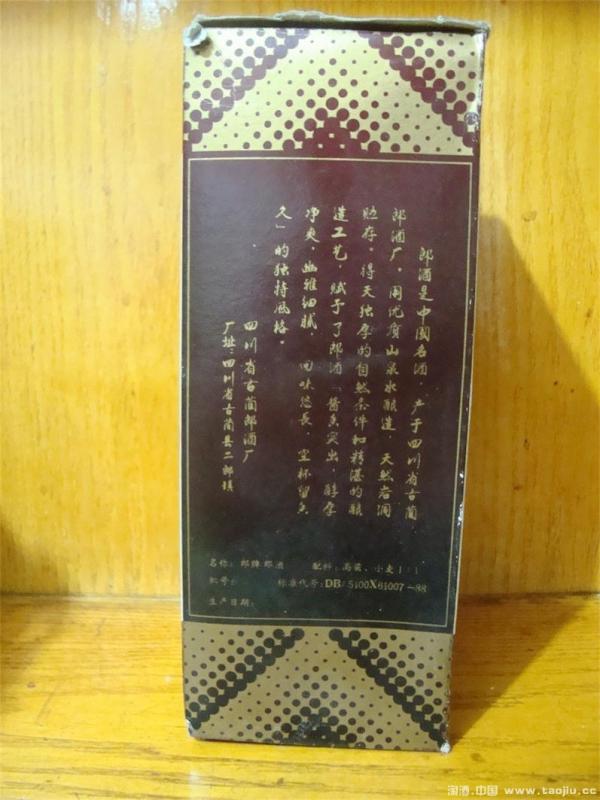 郎酒是中国名酒，产于四川省古蔺
郎酒厂。用优质山泉水酿造，天然岩洞
贮存。得天独厚的自然条件和精湛的酿
造工艺，赋予了郎酒「酱香突出，醇厚
净爽，幽雅细腻，回味悠长，空杯留香
久」的独特风格。
四川省古蔺郎酒厂
厂址：四川省古蔺县二郎镇
名称：郎牌郎酒 配料：高粱、小麦1：1
批号： 标准代号：DB/5100X61007-88
生产日期：
淘酒.中国 www.taojiu.cc